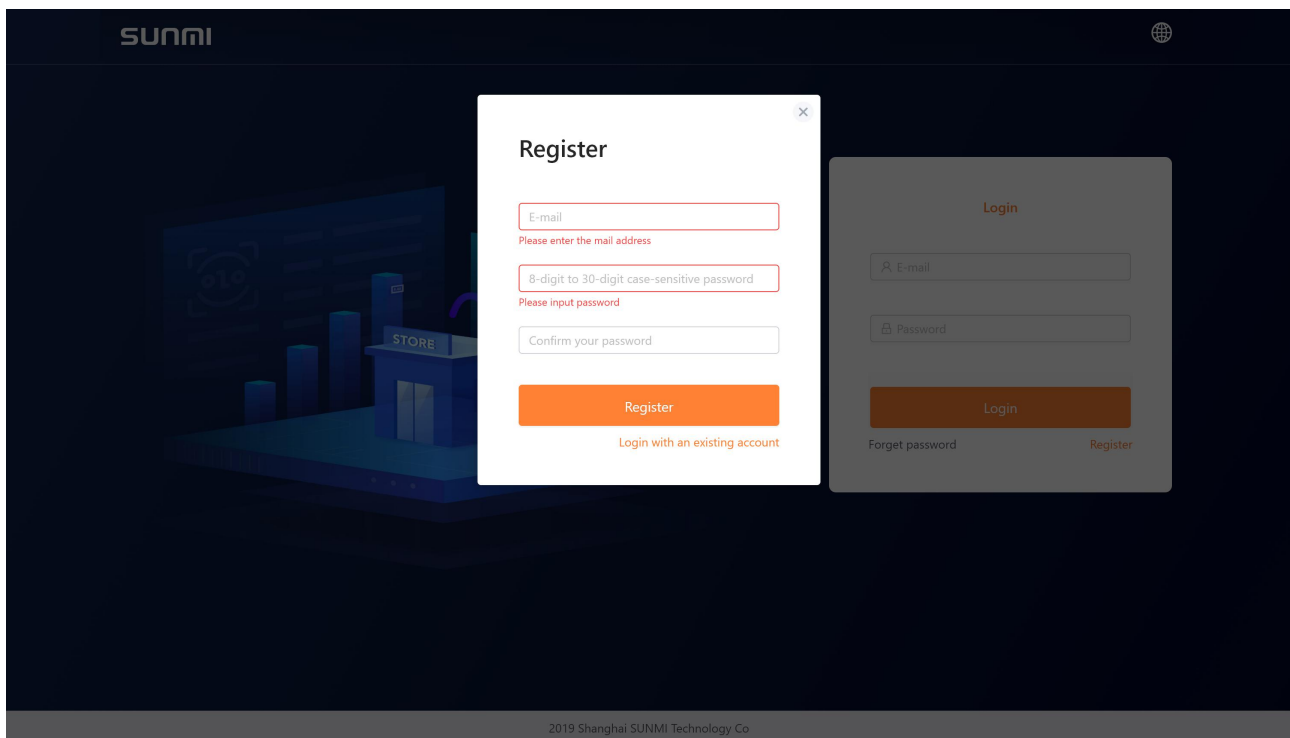 SUNMI
Register
E-mail
Please enter the mail address
8-digit to 30-digit case-sensitive password
Please input password
Confirm your password
Register
Login with an existing account
STORE
Login
E-mail
Password
Login
Forget password
Register
2019 Shanghai SUNMI Technology Co